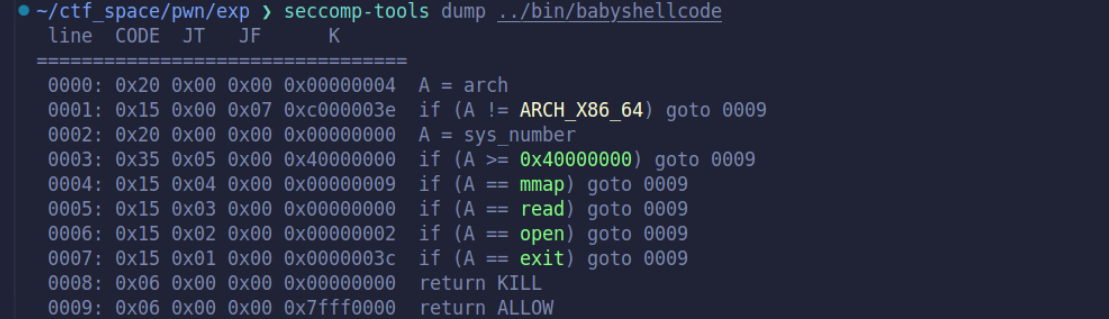 ~/ctf_space/pwn/exp ❯ seccomp-tools dump ../bin/babyshellcode
line  CODE  JT   JF      K
=================================
0000: 0x20 0x00 0x00 0x00000004  A = arch
0001: 0x15 0x00 0x07 0xc000003e  if (A != ARCH_X86_64) goto 0009
0002: 0x20 0x00 0x00 0x00000000  A = sys_number
0003: 0x35 0x05 0x00 0x40000000  if (A >= 0x40000000) goto 0009
0004: 0x15 0x04 0x00 0x00000009  if (A == mmap) goto 0009
0005: 0x15 0x03 0x00 0x00000000  if (A == read) goto 0009
0006: 0x15 0x02 0x00 0x00000002  if (A == open) goto 0009
0007: 0x15 0x01 0x00 0x0000003c  if (A == exit) goto 0009
0008: 0x06 0x00 0x00 0x00000000  return KILL
0009: 0x06 0x00 0x00 0x7fff0000  return ALLOW